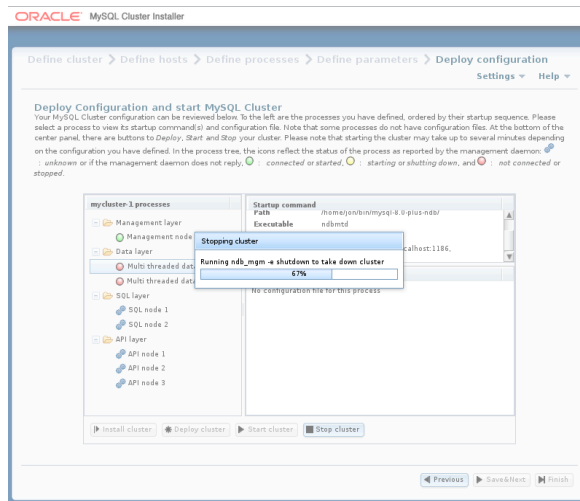 ORACLE MySQL Cluster Installer
Define cluster > Define hosts > Define processes > Define parameters > Deploy configuration
Settings Help
Deploy Configuration and start MySQL Cluster
Your MySQL Cluster configuration can be reviewed below. To the left are the processes you have defined, ordered by their startup sequence. Please
select a process to view its startup command(s) and configuration file. Note that some processes do not have configuration files. At the bottom of the
center panel, there are buttons to Deploy, Start and Stop your cluster. Please note that starting the cluster may take up to several minutes depending
on the configuration you have defined. In the process tree, the icons reflect the status of the process as reported by the management daemon:
: unknown or if the management daemon does not reply, : connected or started, : starting or shutting down, and : not connected or
stopped.
mycluster-1 processes
Management layer
Management node
Data layer
Multi threaded dat
Multi threaded data
SQL layer
SQL node 1
SQL node 2
API layer
API node 1
API node 2
API node 3
Startup command
Path /home/jon/bin/mysql-8.0-plus-ndb/
Executable ndbmtd
calhost:1186,
Stopping cluster
Running ndb_mgm -e shutdown to take down cluster
67%
No configuration file for this process
Install cluster Deploy cluster Start cluster Stop cluster
Previous Save&Next Finish